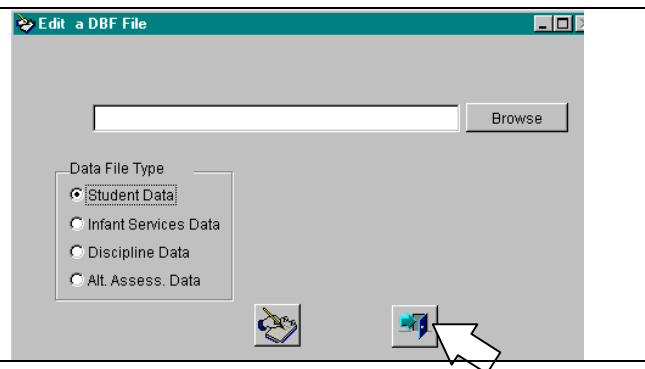 Edit a DBF File
Browse
Data File Type
Student Data
Infant Services Data
Discipline Data
Alt. Assess. Data